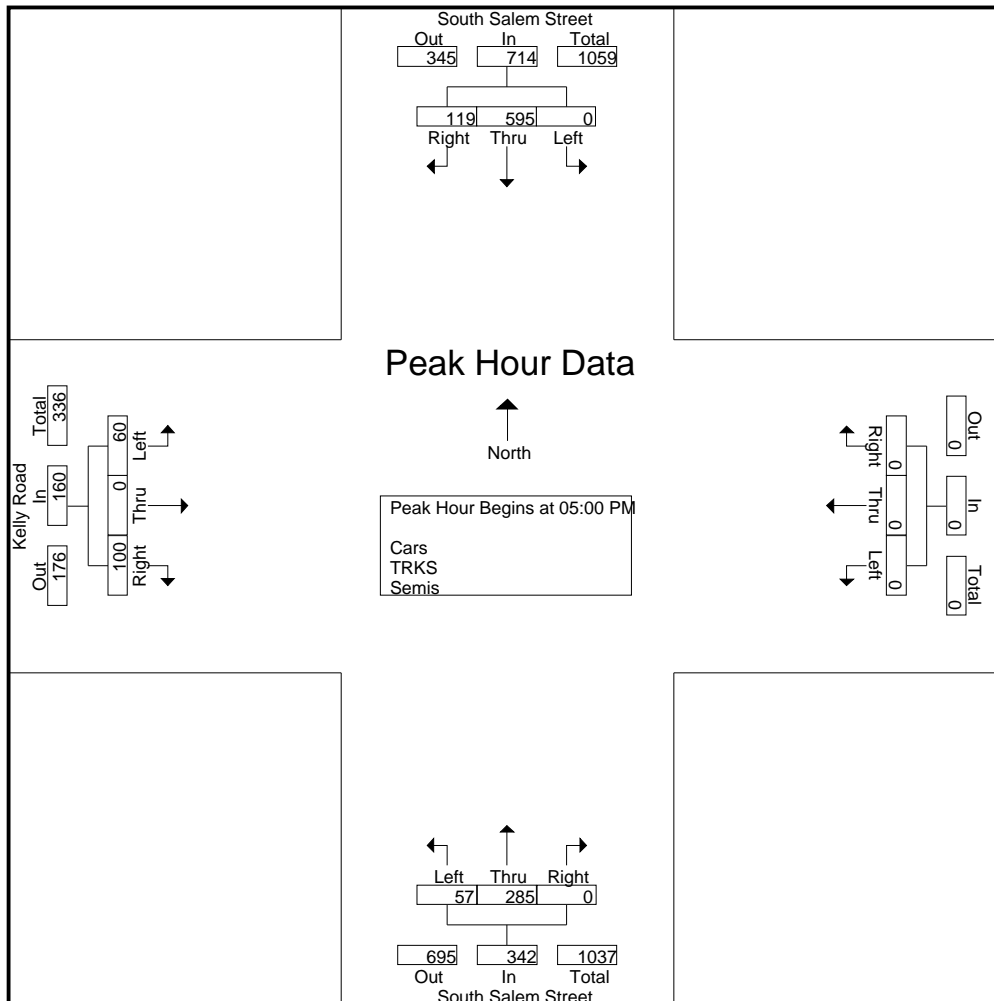 South Salem Street
Out In Total
345 714 1059
119 595 0
Right Thru Left
Peak Hour Data
North
Peak Hour Begins at 05:00 PM
Cars
TRKS
Semis
Kelly Road
Total In Out
336 160 176
60 0 100
Left Thru Right
Right Thru Left
0 0 0
Out In Total
0 0 0
Left Thru Right
57 285 0
695 342 1037
Out In Total
South Salem Street